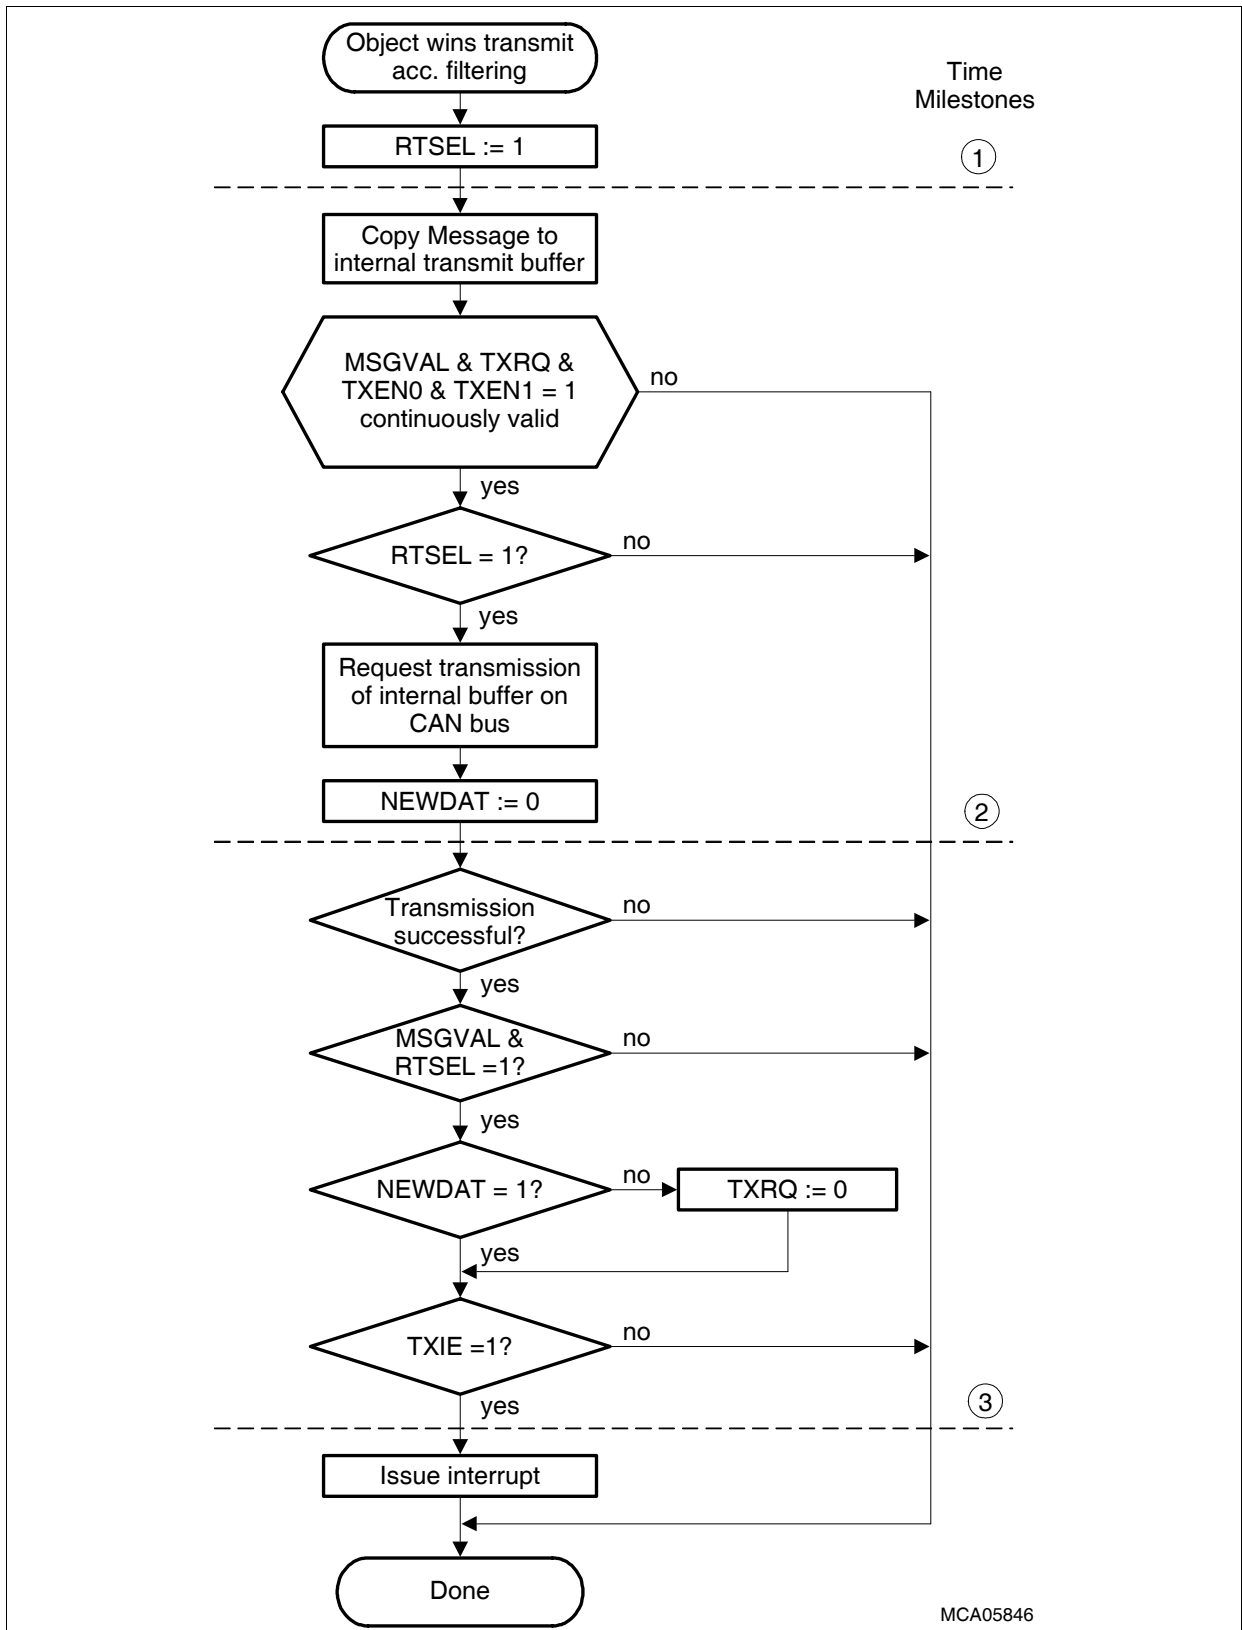 Object wins transmit
acc. filtering
Time
Milestones
RTSEL := 1
1
Copy Message to
internal transmit buffer
MSGVAL & TXRQ &
TXEN0 & TXEN1 = 1
continuously valid
no
yes
RTSEL = 1?
no
yes
Request transmission
of internal buffer on
CAN bus
NEWDAT := 0
2
Transmission
successful?
no
yes
MSGVAL &
RTSEL =1?
no
yes
NEWDAT = 1?
no
TXRQ := 0
yes
TXIE =1?
no
yes
3
Issue interrupt
Done
MCA05846